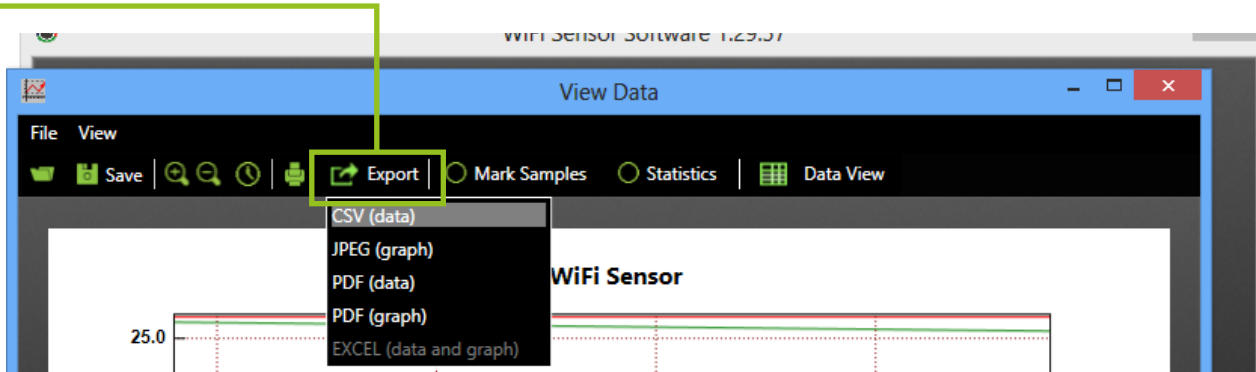 WiFi Sensor Software 1.29.37
View Data
File View
Save Export Mark Samples Statistics Data View
CSV (data)
JPEG (graph)
PDF (data)
PDF (graph)
EXCEL (data and graph)
WiFi Sensor
25.0